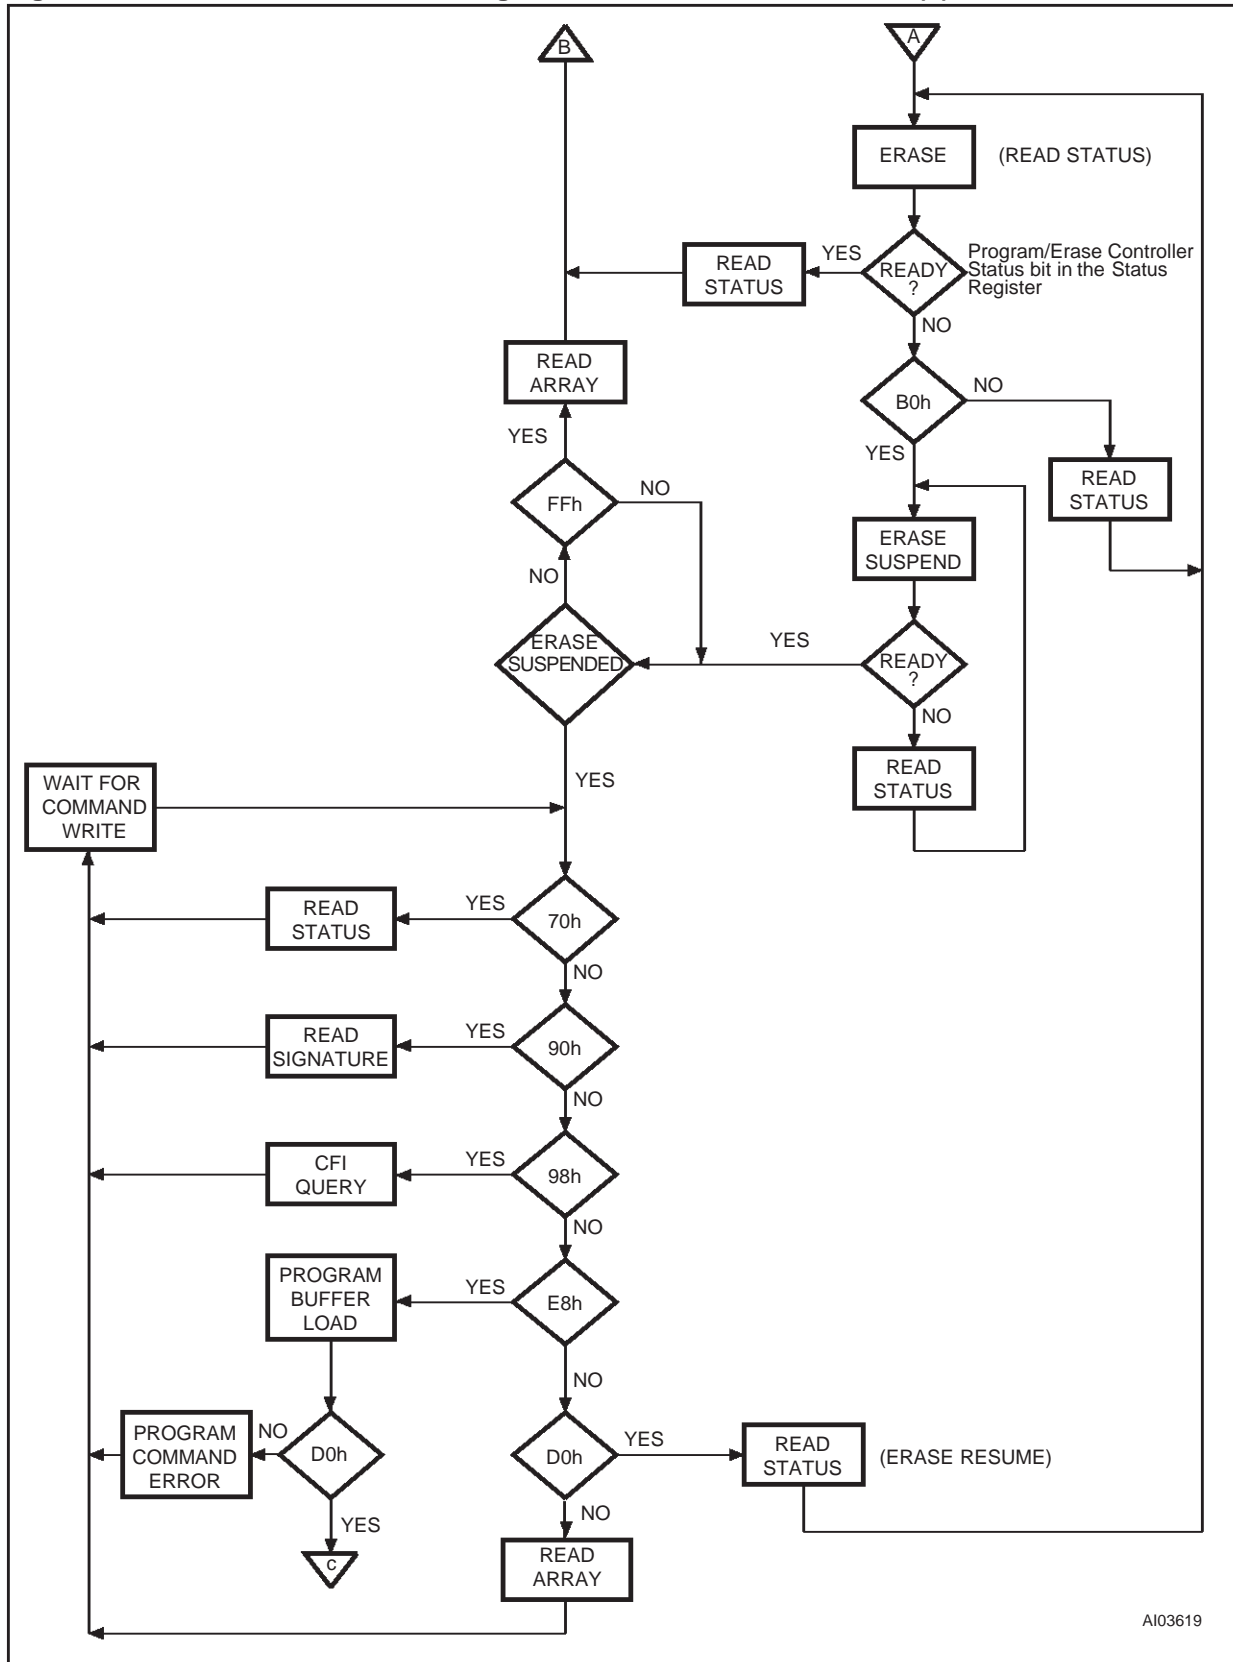 B
A
ERASE
(READ STATUS)
READY
?
YES
Program/Erase Controller
Status bit in the Status
Register
READ
STATUS
NO
READ
ARRAY
B0h
NO
YES
YES
FFh
NO
READ
STATUS
ERASE
SUSPEND
NO
ERASE
SUSPENDED
YES
READY
?
NO
READ
STATUS
WAIT FOR
COMMAND
WRITE
YES
READ
STATUS
YES
70h
NO
READ
SIGNATURE
YES
90h
NO
CFI
QUERY
YES
98h
NO
PROGRAM
BUFFER
LOAD
YES
E8h
NO
PROGRAM
COMMAND
ERROR
NO
D0h
D0h
YES
READ
STATUS
(ERASE RESUME)
YES
NO
c
READ
ARRAY
AI03619